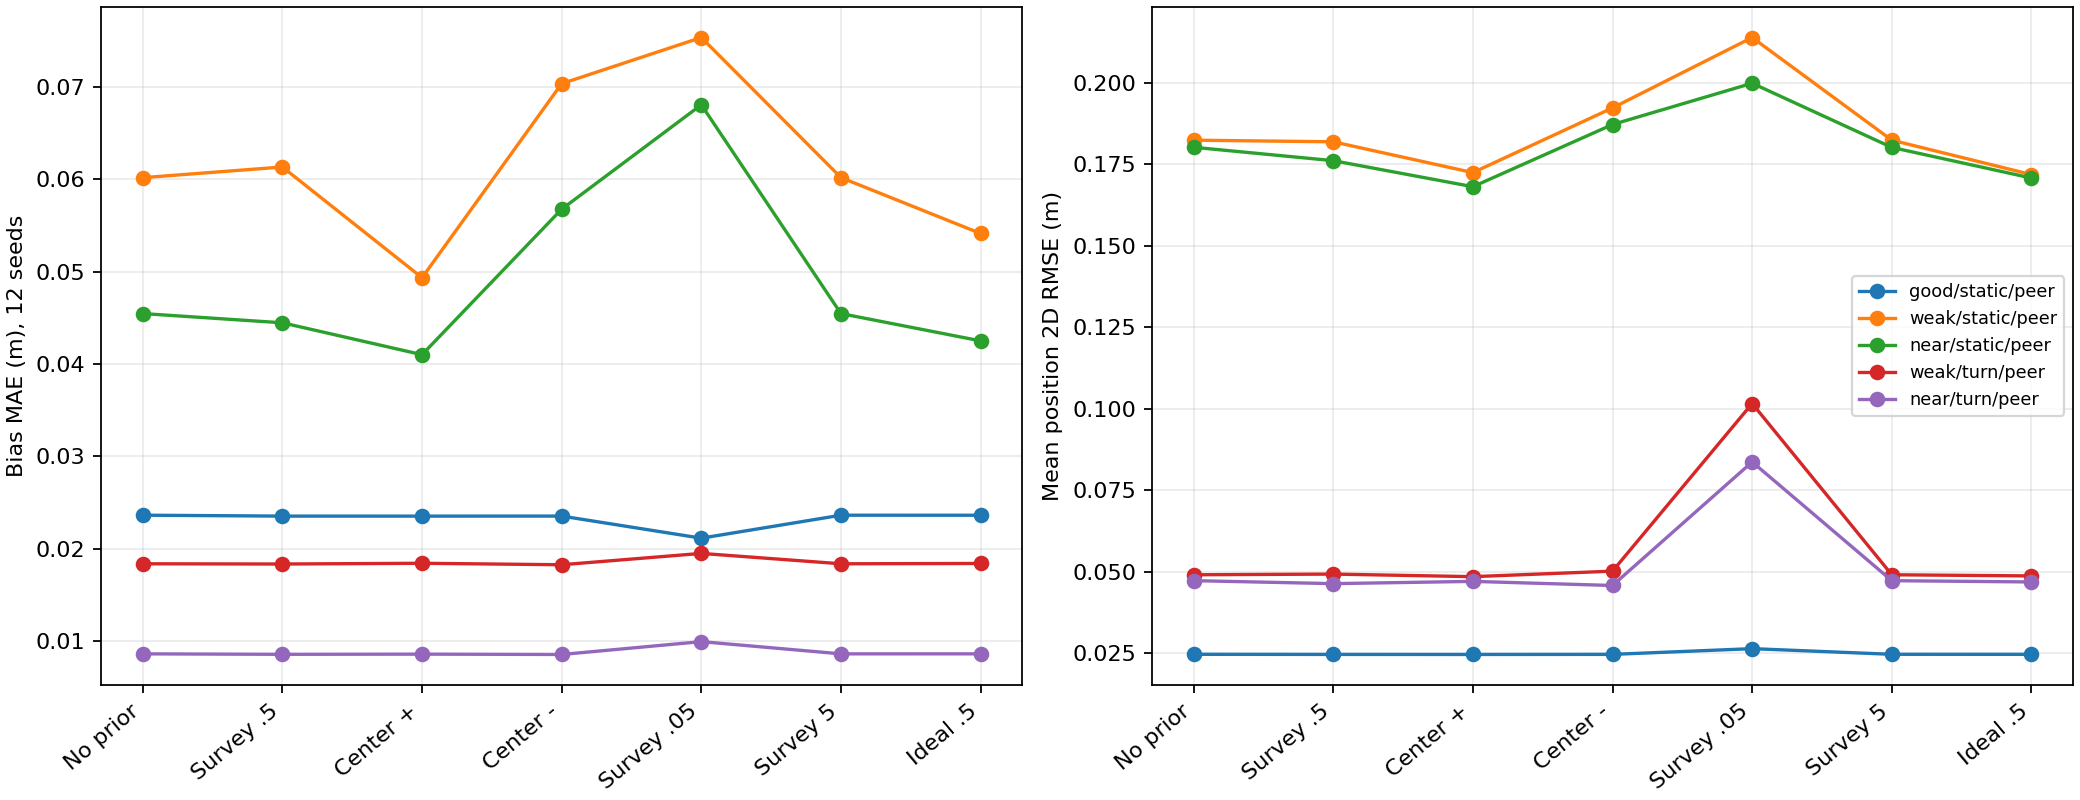 Bias MAE (m), 12 seeds
0.07
0.06
0.05
0.04
0.03
0.02
0.01
No prior
Survey .5
Center +
Center -
Survey .05
Survey 5
Ideal .5
Mean position 2D RMSE (m)
0.200
0.175
0.150
0.125
0.100
0.075
0.050
0.025
good/static/peer
weak/static/peer
near/static/peer
weak/turn/peer
near/turn/peer
No prior
Survey .5
Center +
Center -
Survey .05
Survey 5
Ideal .5